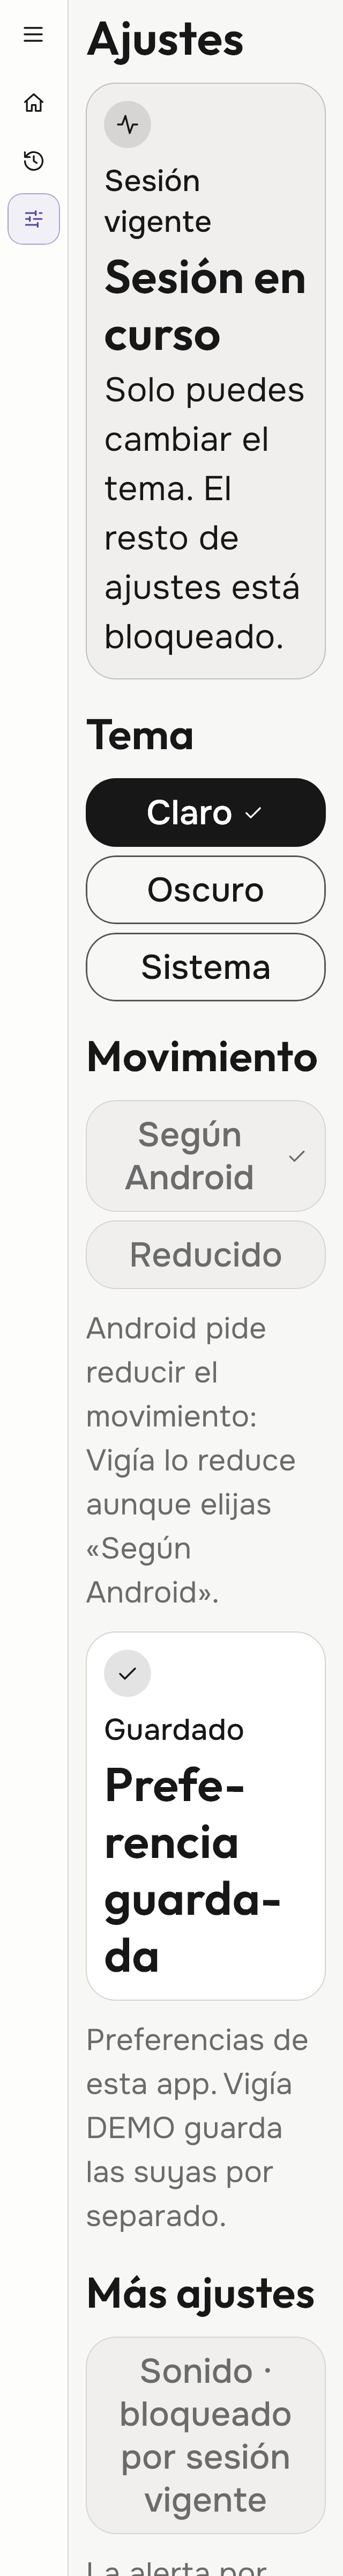 Ajustes
Sesión
vigente
Sesión en
curso
Solo puedes
cambiar el
tema. El
resto de
ajustes está
bloqueado.
Tema
Claro
Oscuro
Sistema
Movimiento
Según
Android
Reducido
Android pide
reducir el
movimiento:
Vigía lo reduce
aunque elijas
«Según
Android».
Guardado
Prefe-
rencia
guarda-
da
Preferencias de
esta app. Vigía
DEMO guarda
las suyas por
separado.
Más ajustes
Sonido ·
bloqueado
por sesión
vigente
La alerta por